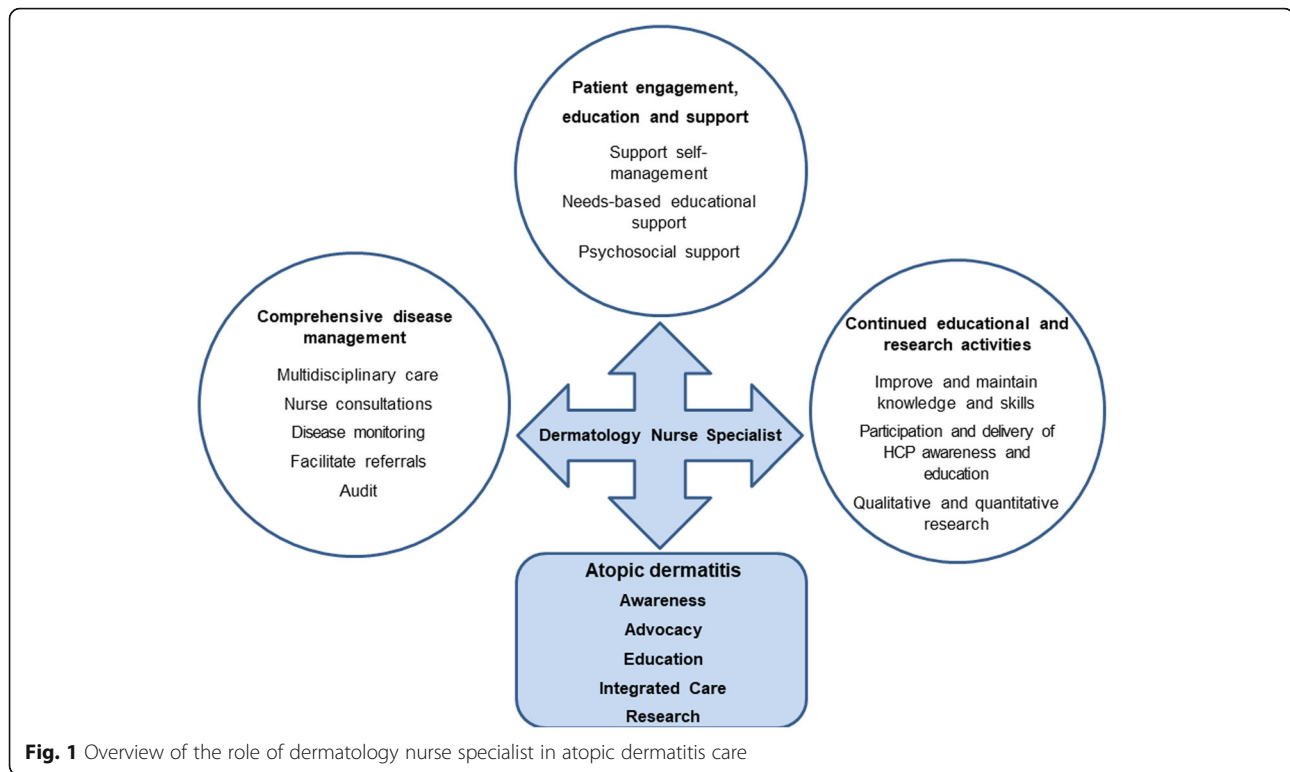 Patient engagement,
education and support
Support self-
management
Needs-based educational
support
Psychosocial support
Comprehensive disease
management
Multidisciplinary care
Nurse consultations
Disease monitoring
Facilitate referrals
Audit
Dermatology Nurse Specialist
Continued educational and
research activities
Improve and maintain
knowledge and skills
Participation and delivery of
HCP awareness and
education
Qualitative and quantitative
research
Atopic dermatitis
Awareness
Advocacy
Education
Integrated Care
Research
Fig. 1 Overview of the role of dermatology nurse specialist in atopic dermatitis care